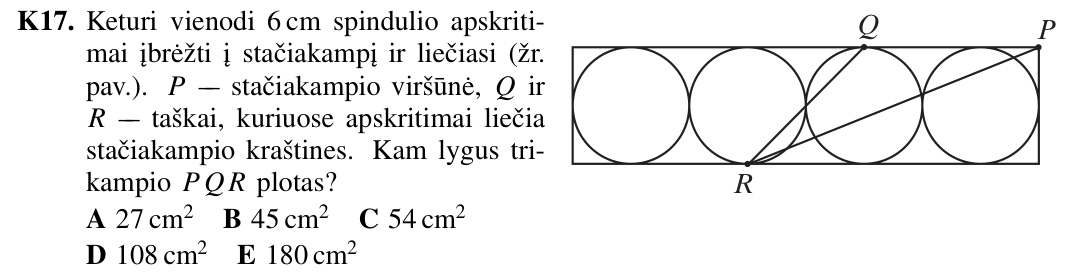 K17. Keturi vienodi 6 cm spindulio apskriti-
mai įbrėžti į stačiakampį ir liečiasi (žr.
pav.). P — stačiakampio viršūnė, Q ir
R — taškai, kuriuose apskritimai liečia
stačiakampio kraštines. Kam lygus tri-
kampio PQR plotas?
A 27 cm² B 45 cm² C 54 cm²
D 108 cm² E 180 cm²
Q
P
R